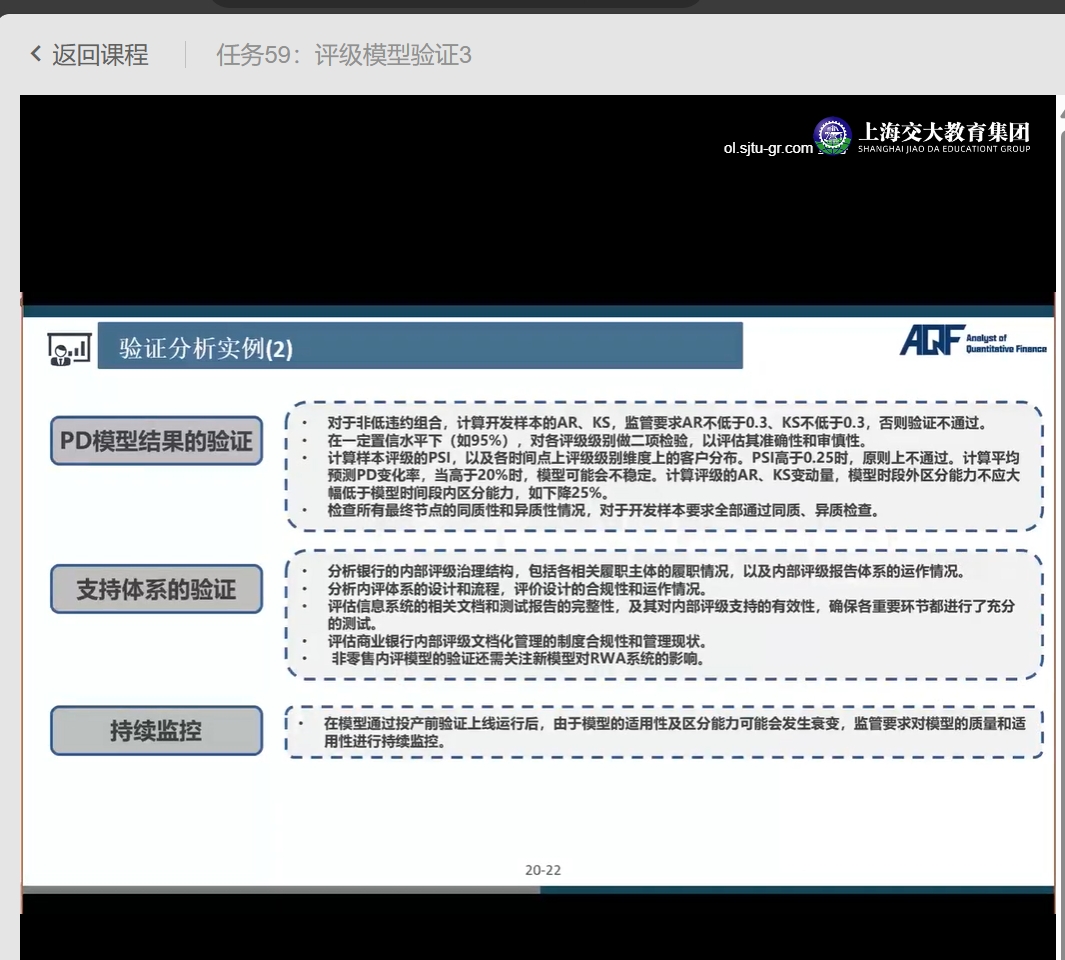 返回课程
任务59：评级模型验证3
ol.sjtu-gr.com
上海交大教育集团
SHANGHAI JIAO DA EDUCATIONT GROUP
验证分析实例(2)
AQF Analyst of
Quantitative Finance
PD模型结果的验证
• 对于非低违约组合，计算开发样本的AR、KS，监管要求AR不低于0.3、KS不低于0.3，否则验证不通过。
• 在一定置信水平下（如95%），对各评级级别做二项检验，以评估其准确性和审慎性。
• 计算样本评级的PSI，以及各时间点上评级级别维度上的客户分布。PSI高于0.25时，原则上不通过。计算平均
预测PD变化率，当高于20%时，模型可能会不稳定。计算评级的AR、KS变动量，模型时段外区分能力不应大
幅低于模型时间段内区分能力，如下降25%。
• 检查所有最终节点的同质性和异质性情况，对于开发样本要求全部通过同质、异质检查。
支持体系的验证
• 分析银行的内部评级治理结构，包括各相关履职主体的履职情况，以及内部评级报告体系的运作情况。
• 分析内评体系的设计和流程，评价设计的合规性和运作情况。
• 评估信息系统的相关文档和测试报告的完整性，及其对内部评级支持的有效性，确保各重要环节都进行了充分
的测试。
• 评估商业银行内部评级文档化管理的制度合规性和管理现状。
• 非零售内评模型的验证还需关注新模型对RWA系统的影响。
持续监控
• 在模型通过投产前验证上线运行后，由于模型的适用性及区分能力可能会发生衰变，监管要求对模型的质量和适
用性进行持续监控。
20-22